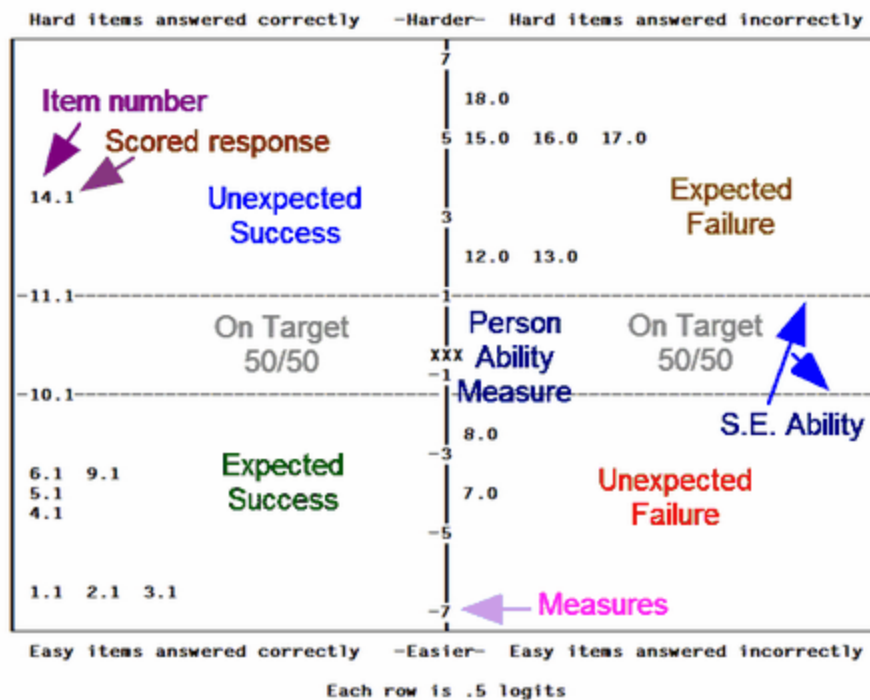 Hard items answered correctly -Harder- Hard items answered incorrectly
7
Item number
18.0
Scored response
5 15.0 16.0 17.0
14.1
Unexpected
Success
Expected
Failure
3
12.0 13.0
-11.1- 1
On Target
50/50
XXX
Person
Ability
Measure
On Target
50/50
-1
-10.1-
S.E. Ability
8.0
-3
6.1 9.1
5.1
4.1
Expected
Success
7.0
Unexpected
Failure
-5
1.1 2.1 3.1
-7 Measures
Easy items answered correctly -Easier- Easy items answered incorrectly
Each row is .5 logits